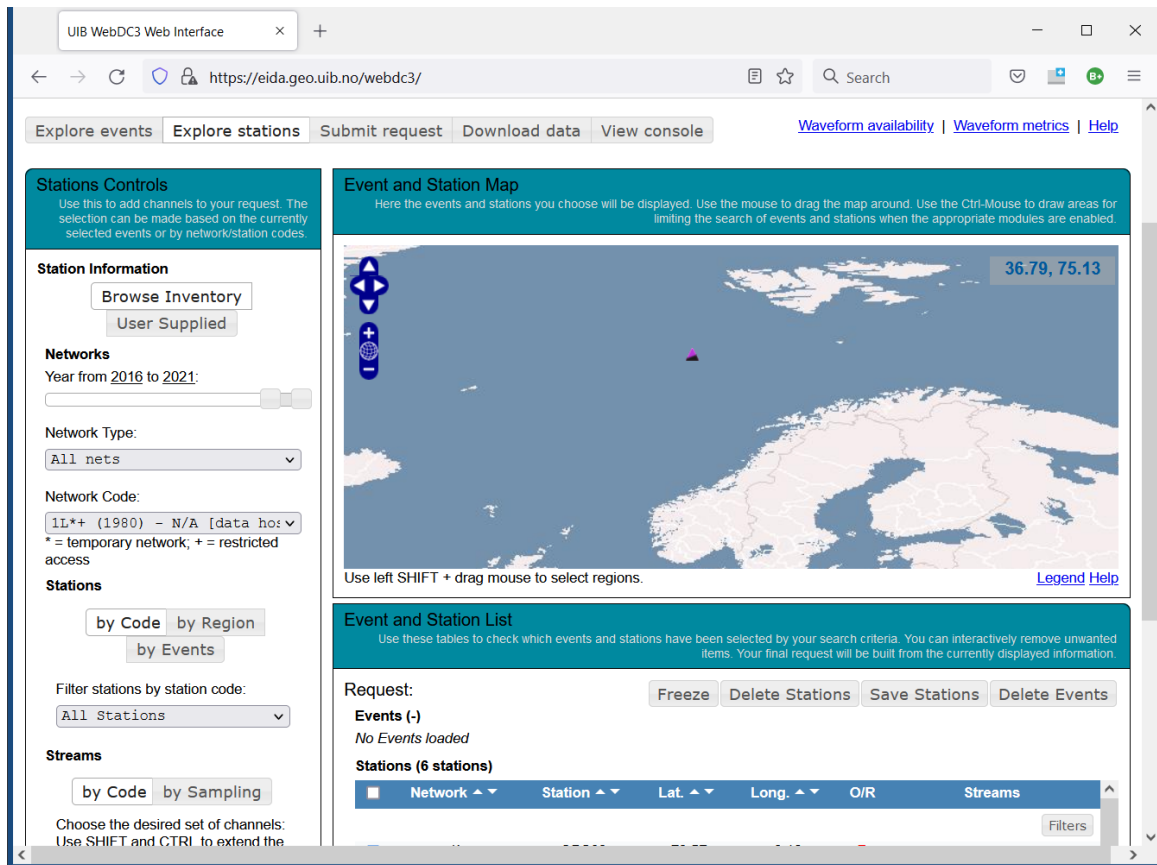 UIB WebDC3 Web Interface
https://eida.geo.uib.no/webdc3/
Search
B+
Explore events Explore stations Submit request Download data View console
Waveform availability | Waveform metrics | Help
Stations Controls
Use this to add channels to your request. The
selection can be made based on the currently
selected events or by network/station codes.
Station Information
Browse Inventory
User Supplied
Networks
Year from 2016 to 2021:
Network Type:
All nets
Network Code:
1L*+ (1980) - N/A [data hos
* = temporary network; + = restricted
access
Stations
by Code by Region
by Events
Filter stations by station code:
All Stations
Streams
by Code by Sampling
Choose the desired set of channels:
Use SHIFT and CTRL to extend the
Event and Station Map
Here the events and stations you choose will be displayed. Use the mouse to drag the map around. Use the Ctrl-Mouse to draw areas for
limiting the search of events and stations when the appropriate modules are enabled.
36.79, 75.13
Use left SHIFT + drag mouse to select regions.
Legend Help
Event and Station List
Use these tables to check which events and stations have been selected by your search criteria. You can interactively remove unwanted
items. Your final request will be built from the currently displayed information.
Request:
Freeze Delete Stations Save Stations Delete Events
Events (-)
No Events loaded
Stations (6 stations)
Network Station Lat. Long. O/R Streams
Filters